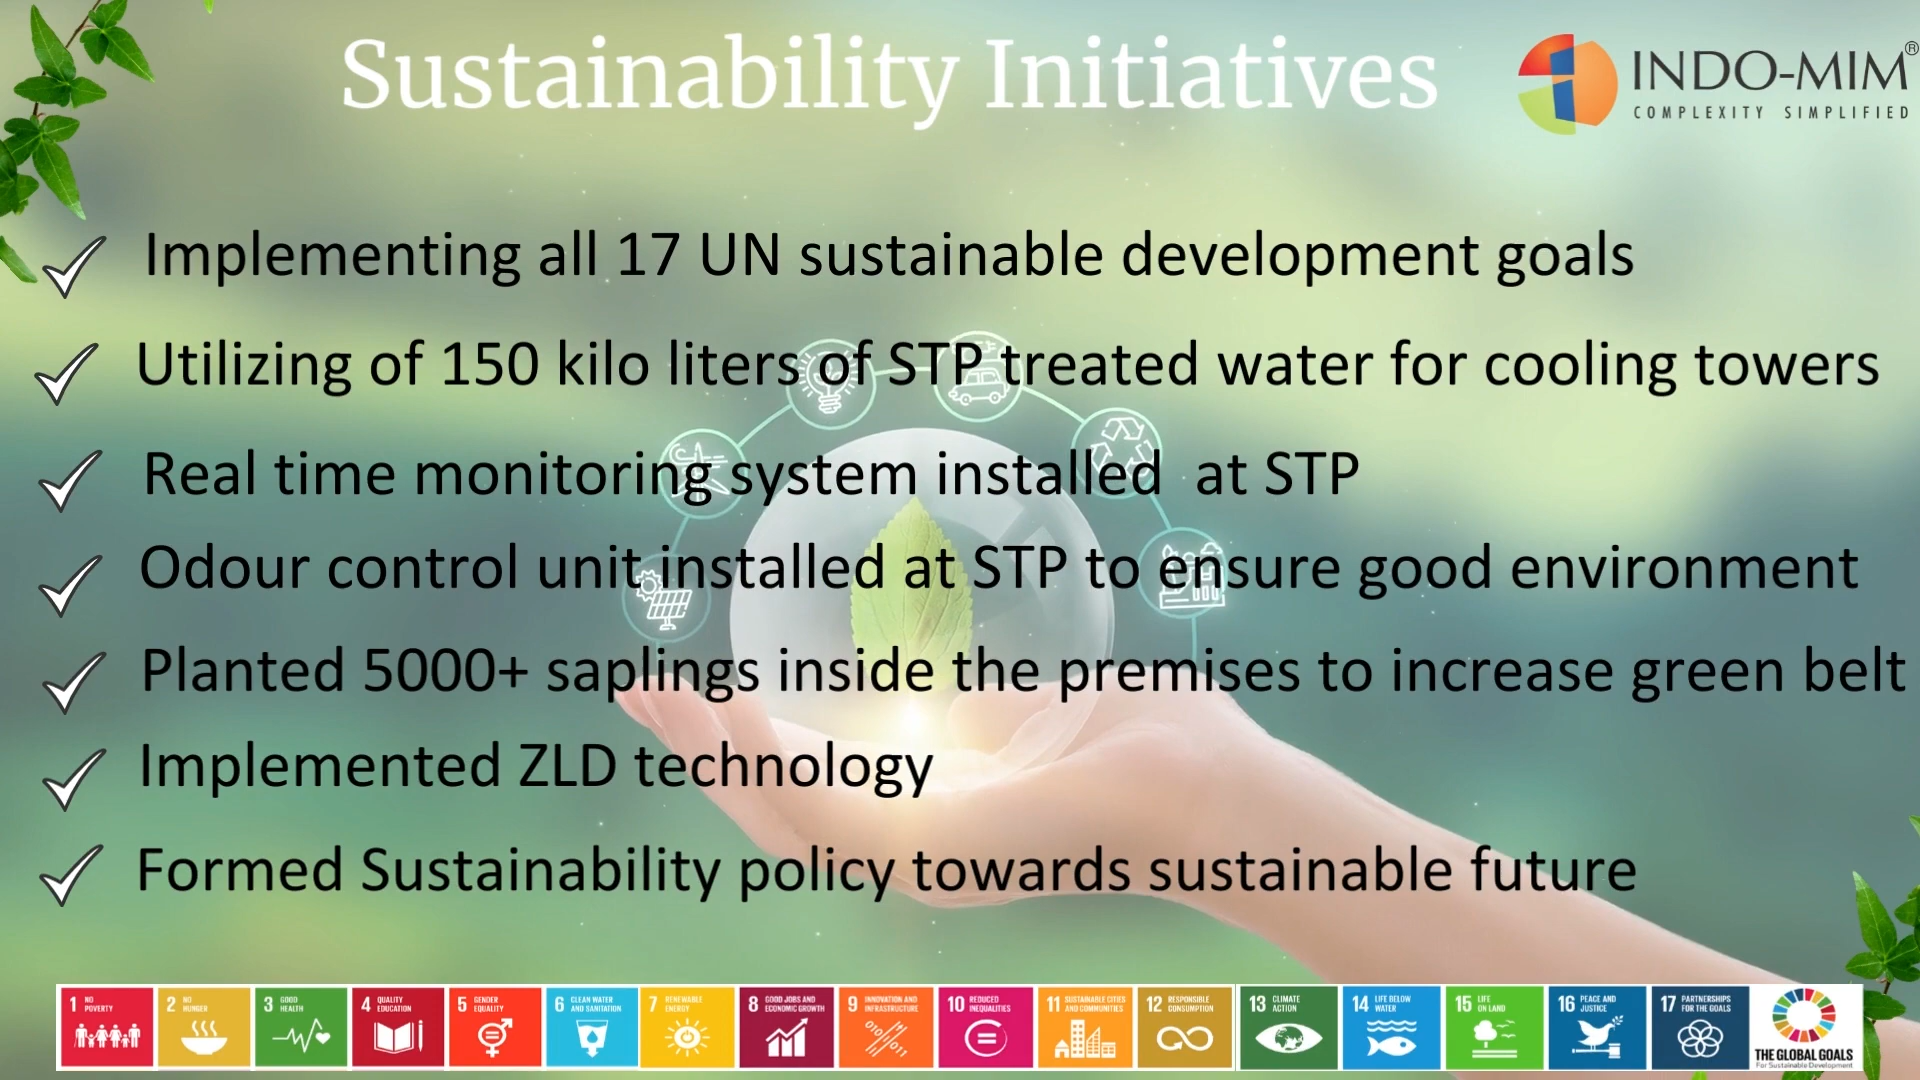 Sustainability Initiatives
INDO-MIM®
COMPLEXITY SIMPLIFIED
Implementing all 17 UN sustainable development goals
Utilizing of 150 kilo liters of STP treated water for cooling towers
Real time monitoring system installed at STP
Odour control unit installed at STP to ensure good environment
Planted 5000+ saplings inside the premises to increase green belt
Implemented ZLD technology
Formed Sustainability policy towards sustainable future
1 NO
POVERTY
2 NO
HUNGER
3 GOOD
HEALTH
4 QUALITY
EDUCATION
5 GENDER
EQUALITY
6 CLEAN WATER
AND SANITATION
7 RENEWABLE
ENERGY
8 GOOD JOBS AND
ECONOMIC GROWTH
9 INNOVATION AND
INFRASTRUCTURE
10 REDUCED
INEQUALITIES
11 SUSTAINABLE CITIES
AND COMMUNITIES
12 RESPONSIBLE
CONSUMPTION
13 CLIMATE
ACTION
14 LIFE BELOW
WATER
15 LIFE
ON LAND
16 PEACE AND
JUSTICE
17 PARTNERSHIPS
FOR THE GOALS
THE GLOBAL GOALS
For Sustainable Development